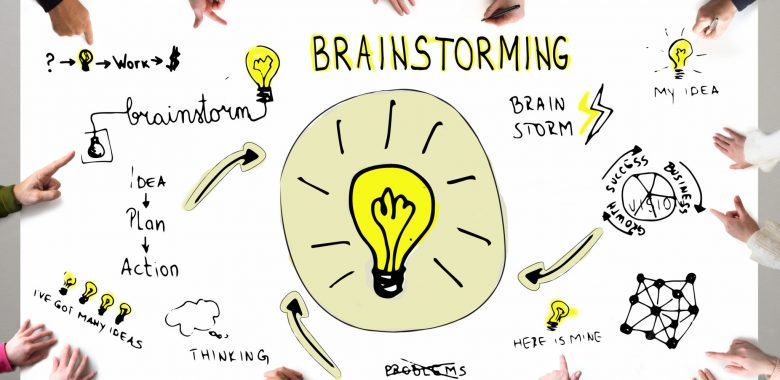 BRAINSTORMING
? → → WORK → $
brainstorm
MY IDEA
BRAIN
STORM
IDEA
Plan
Action
GROWTH SUCCESS BUSINESS
VISIO
I'VE GOT MANY IDEAS
THINKING
HERE IS MINE
PROBLEMS